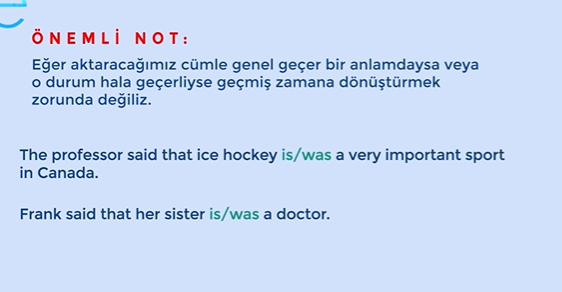 ÖNEMLİ NOT:
Eğer aktaracağımız cümle genel geçer bir anlamdaysa veya
o durum hala geçerliyse geçmiş zamana dönüştürmek
zorunda değiliz.
The professor said that ice hockey is/was a very important sport
in Canada.
Frank said that her sister is/was a doctor.